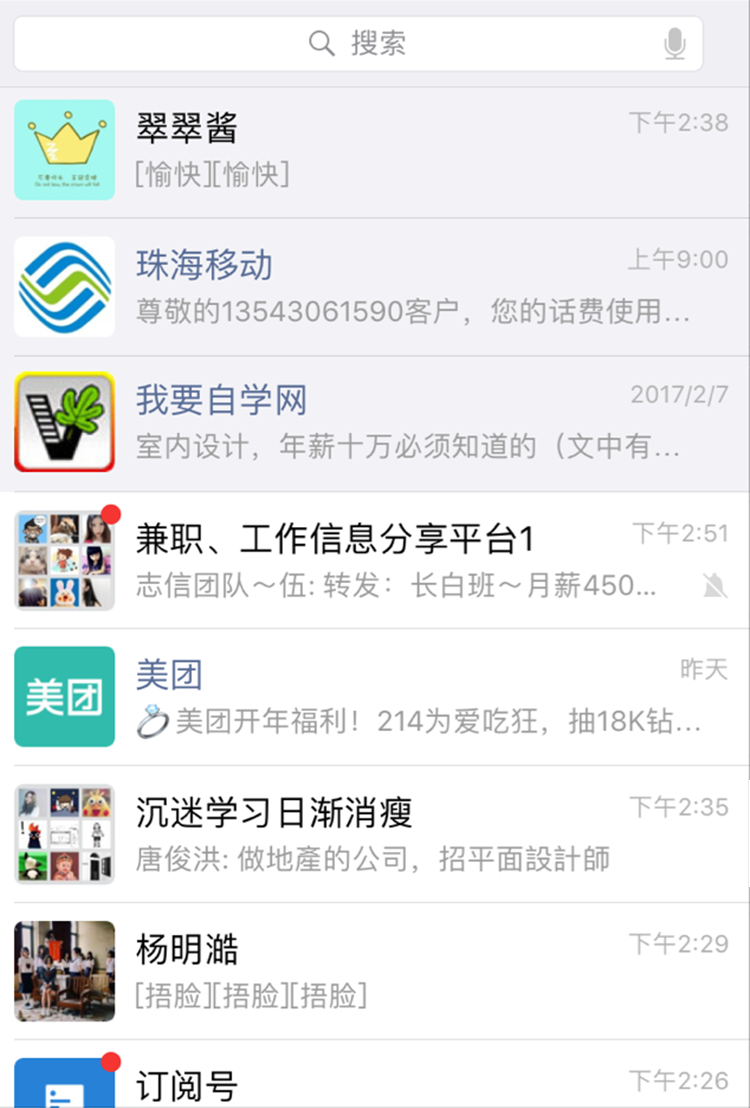 搜索
翠翠酱
下午2:38
[愉快][愉快]
珠海移动
上午9:00
尊敬的13543061590客户，您的话费使用...
我要自学网
2017/2/7
室内设计，年薪十万必须知道的（文中有...
兼职、工作信息分享平台1
下午2:51
志信团队～伍: 转发：长白班～月薪450...
美团
美团
昨天
美团开年福利！214为爱吃狂，抽18K钻...
沉迷学习日渐消瘦
下午2:35
唐俊洪: 做地產的公司，招平面設計師
杨明澔
下午2:29
[捂脸][捂脸][捂脸]
订阅号
下午2:26